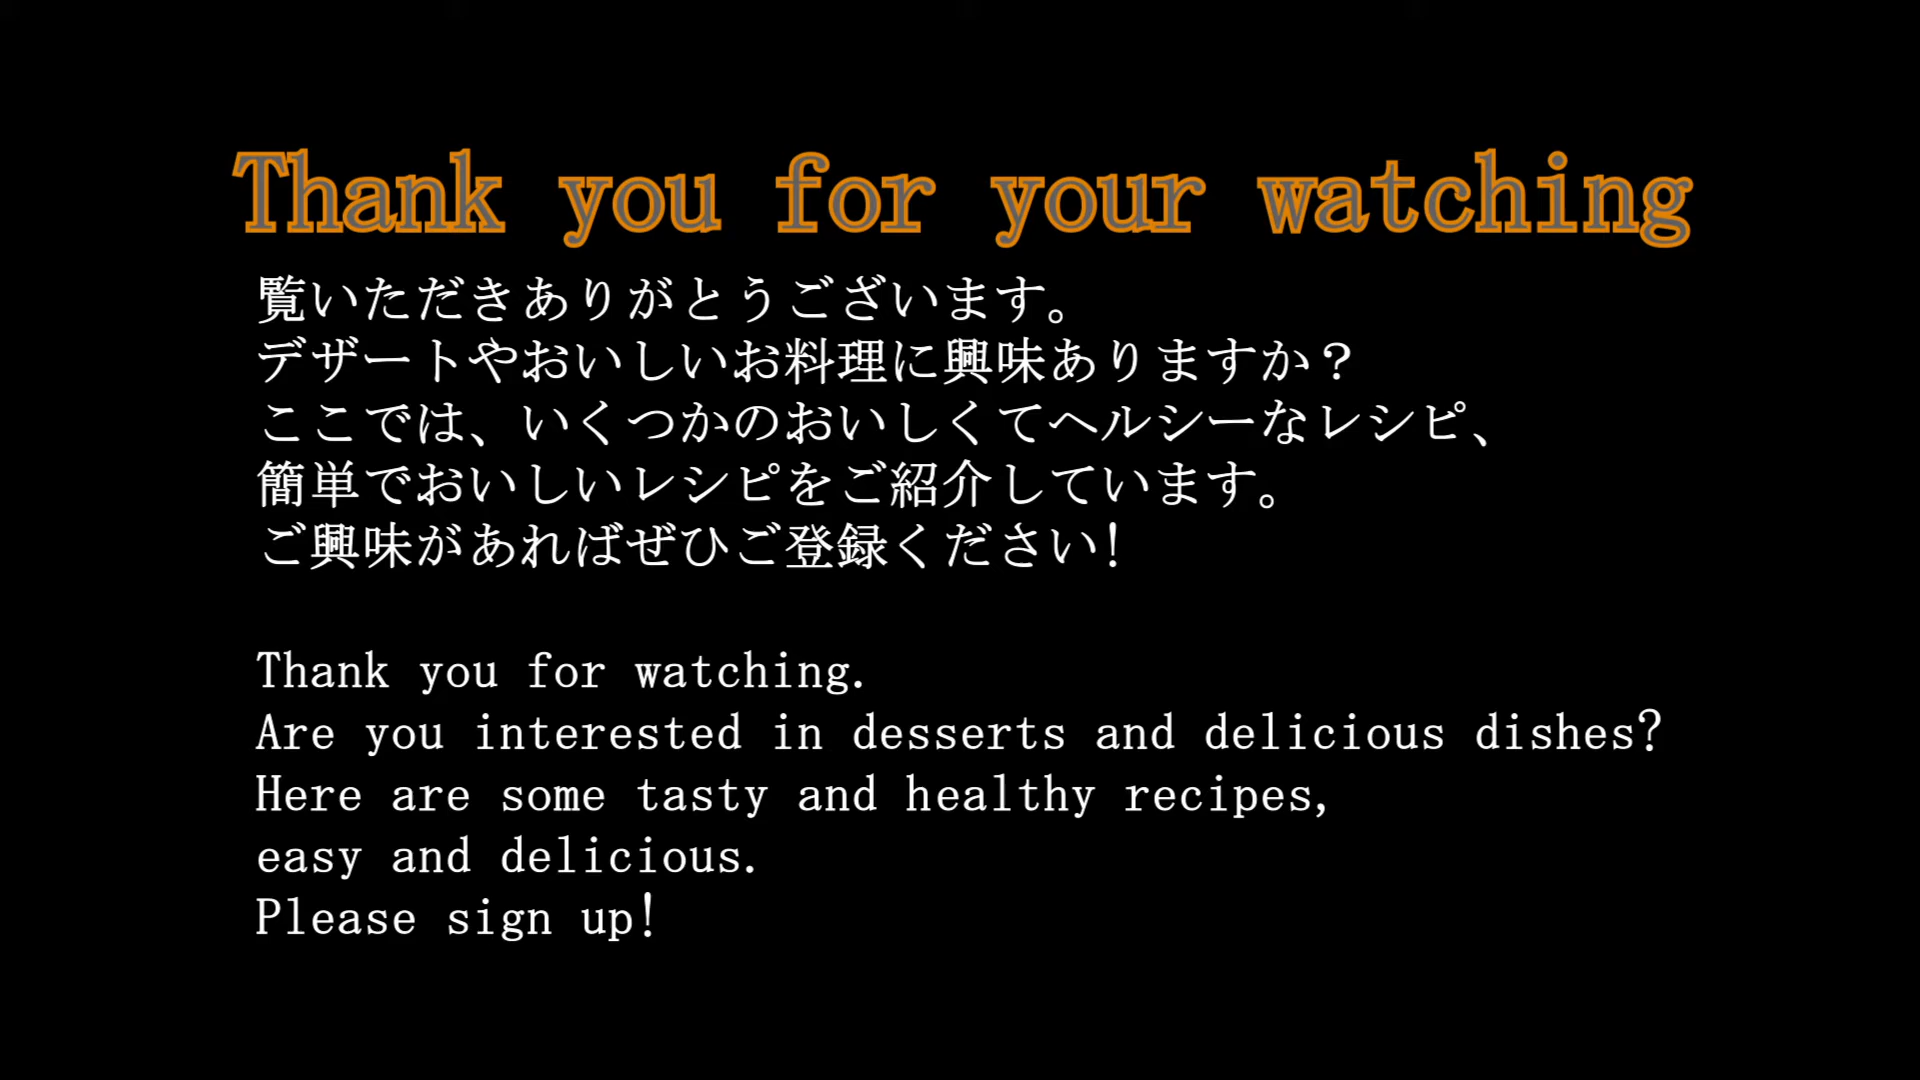 Thank you for your watching
覧いただきありがとうございます。
デザートやおいしいお料理に興味ありますか？
ここでは、いくつかのおいしくてヘルシーなレシピ、
簡単でおいしいレシピをご紹介しています。
ご興味があればぜひご登録ください!
Thank you for watching.
Are you interested in desserts and delicious dishes?
Here are some tasty and healthy recipes,
easy and delicious.
Please sign up!